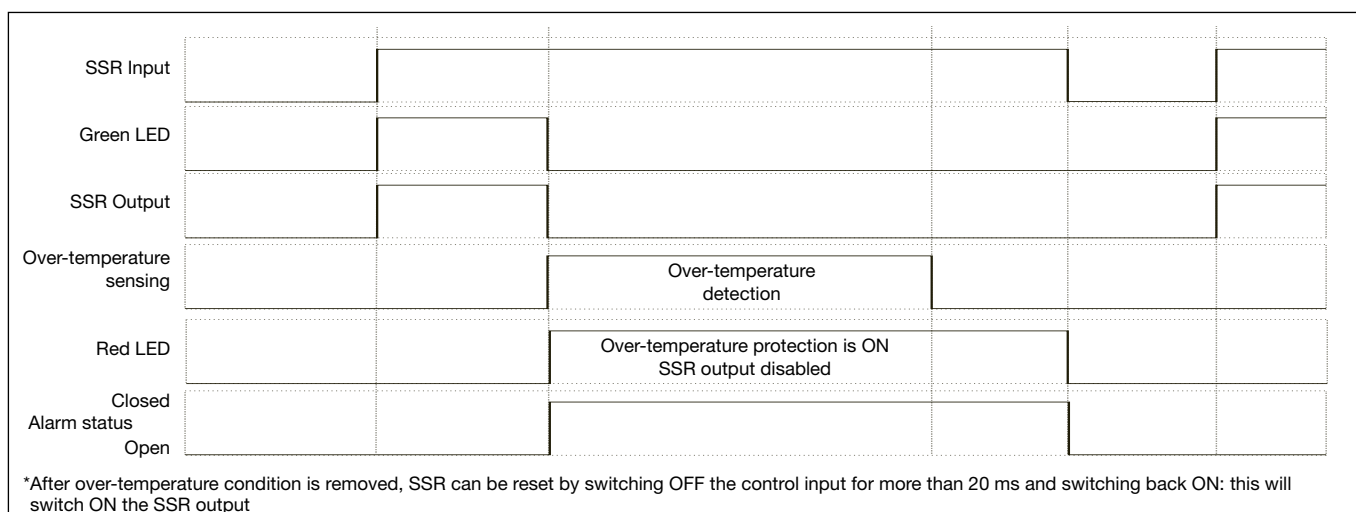 SSR Input
Green LED
SSR Output
Over-temperature
sensing
Over-temperature
detection
Red LED
Over-temperature protection is ON
SSR output disabled
Closed
Alarm status
Open
*After over-temperature condition is removed, SSR can be reset by switching OFF the control input for more than 20 ms and switching back ON: this will
switch ON the SSR output